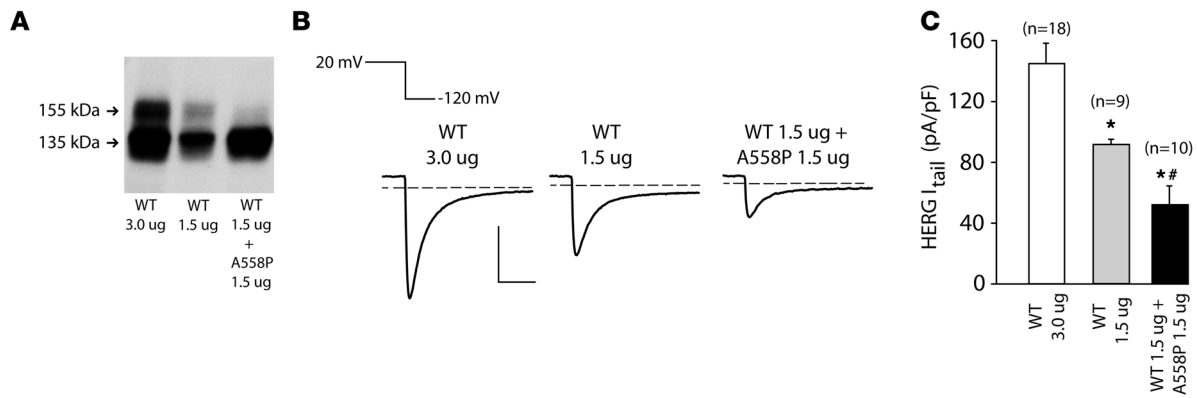 A
155 kDa
135 kDa
WT
3.0 ug
WT
1.5 ug
WT
1.5 ug
+
A558P
1.5 ug
B
20 mV
-120 mV
WT
3.0 ug
WT
1.5 ug
WT 1.5 ug +
A558P 1.5 ug
C
HERG Itail (pA/pF)
160
120
80
40
0
(n=18)
(n=9)
*
(n=10)
*#
WT
3.0 ug
WT
1.5 ug
WT 1.5 ug +
A558P 1.5 ug